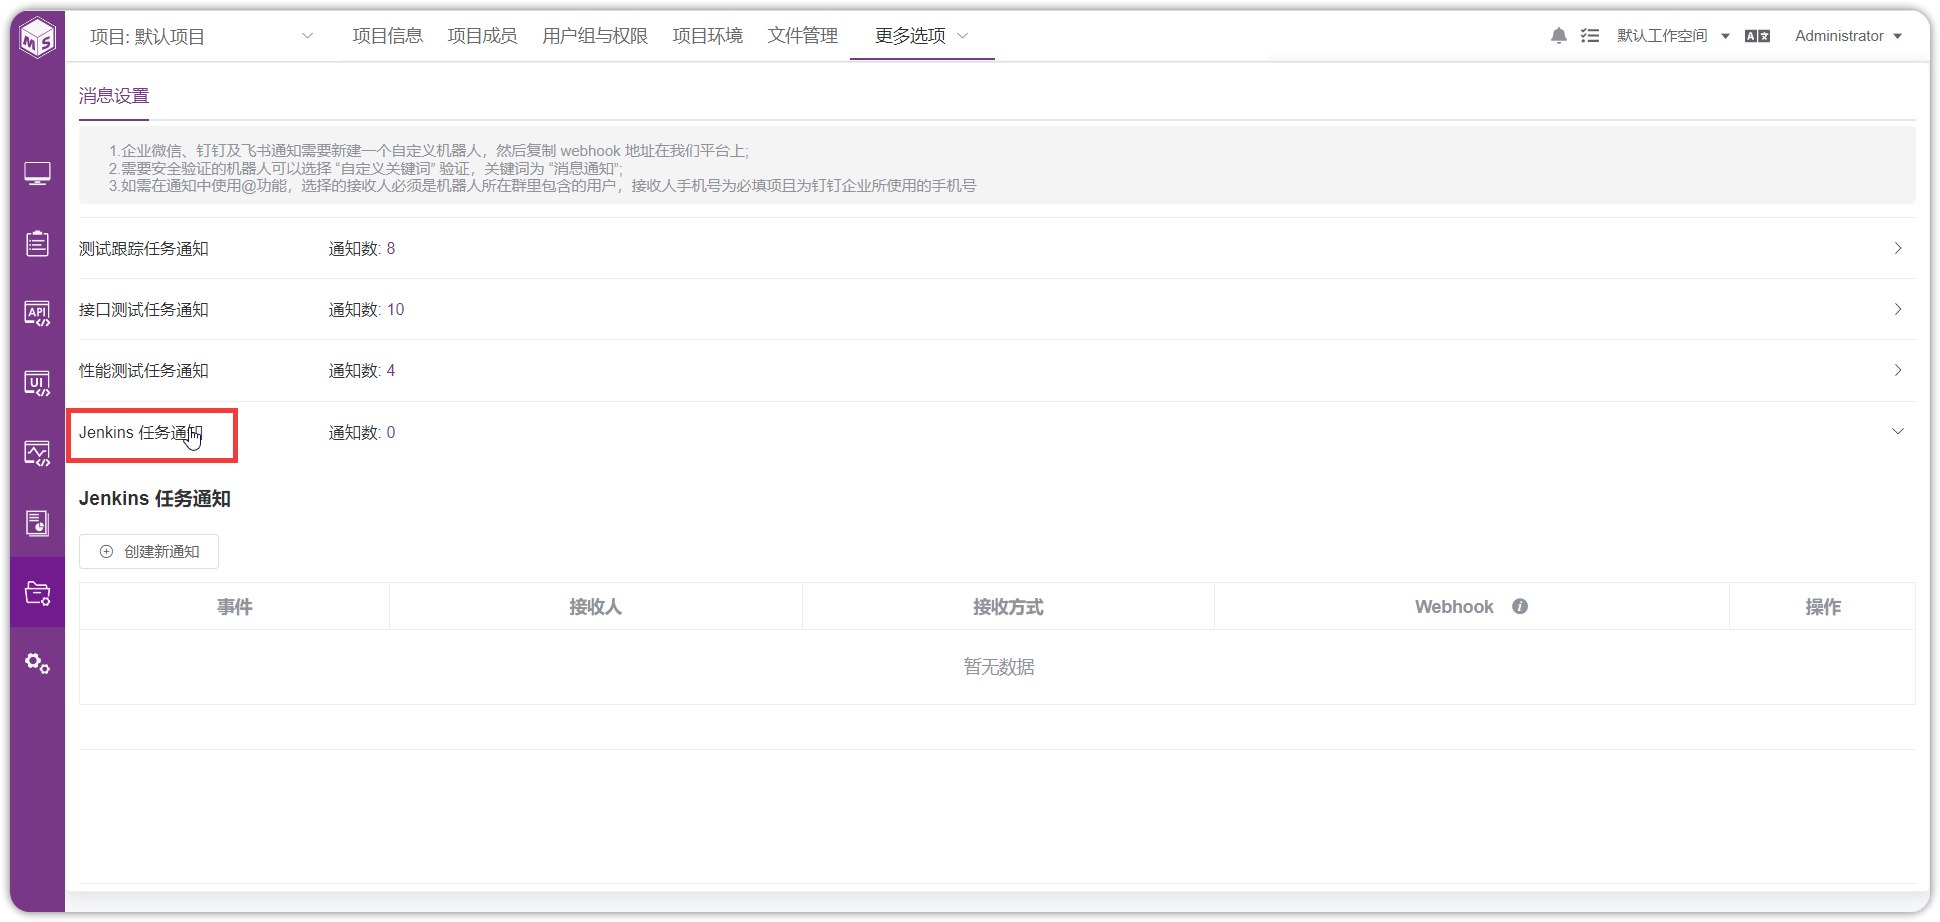 MS
项目: 默认项目
项目信息
项目成员
用户组与权限
项目环境
文件管理
更多选项
默认工作空间
Administrator
消息设置
1.企业微信、钉钉及飞书通知需要新建一个自定义机器人，然后复制 webhook 地址在我们平台上;
2.需要安全验证的机器人可以选择 “自定义关键词” 验证，关键词为 “消息通知”;
3.如需在通知中使用@功能，选择的接收人必须是机器人所在群里包含的用户，接收人手机号为必填项且为钉钉企业所使用的手机号
测试跟踪任务通知 通知数: 8
接口测试任务通知 通知数: 10
性能测试任务通知 通知数: 4
Jenkins 任务通知 通知数: 0
Jenkins 任务通知
创建新通知
事件 接收人 接收方式 Webhook 操作
暂无数据
API
UI